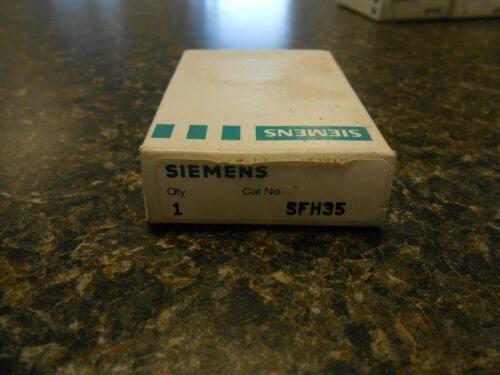 SIEMENS
SIEMENS
Qty Cat No
1 SFH35